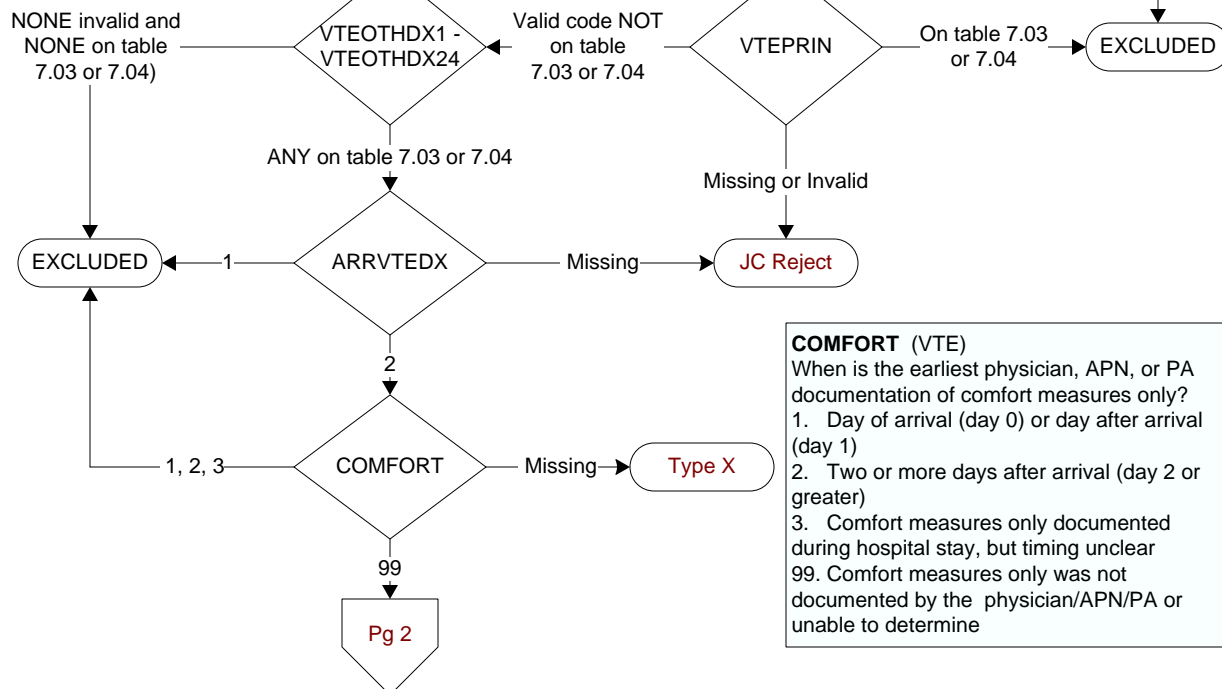 NONE invalid and
NONE on table
7.03 or 7.04)
VTEOTHDX1 -
VTEOTHDX24
Valid code NOT
on table
7.03 or 7.04
VTEPRIN
On table 7.03
or 7.04
EXCLUDED
ANY on table 7.03 or 7.04
Missing or Invalid
EXCLUDED
1
ARRVTEDX
Missing
JC Reject
2
1, 2, 3
COMFORT
Missing
Type X
99
Pg 2
COMFORT (VTE)
When is the earliest physician, APN, or PA
documentation of comfort measures only?
1. Day of arrival (day 0) or day after arrival
(day 1)
2. Two or more days after arrival (day 2 or
greater)
3. Comfort measures only documented
during hospital stay, but timing unclear
99. Comfort measures only was not
documented by the physician/APN/PA or
unable to determine